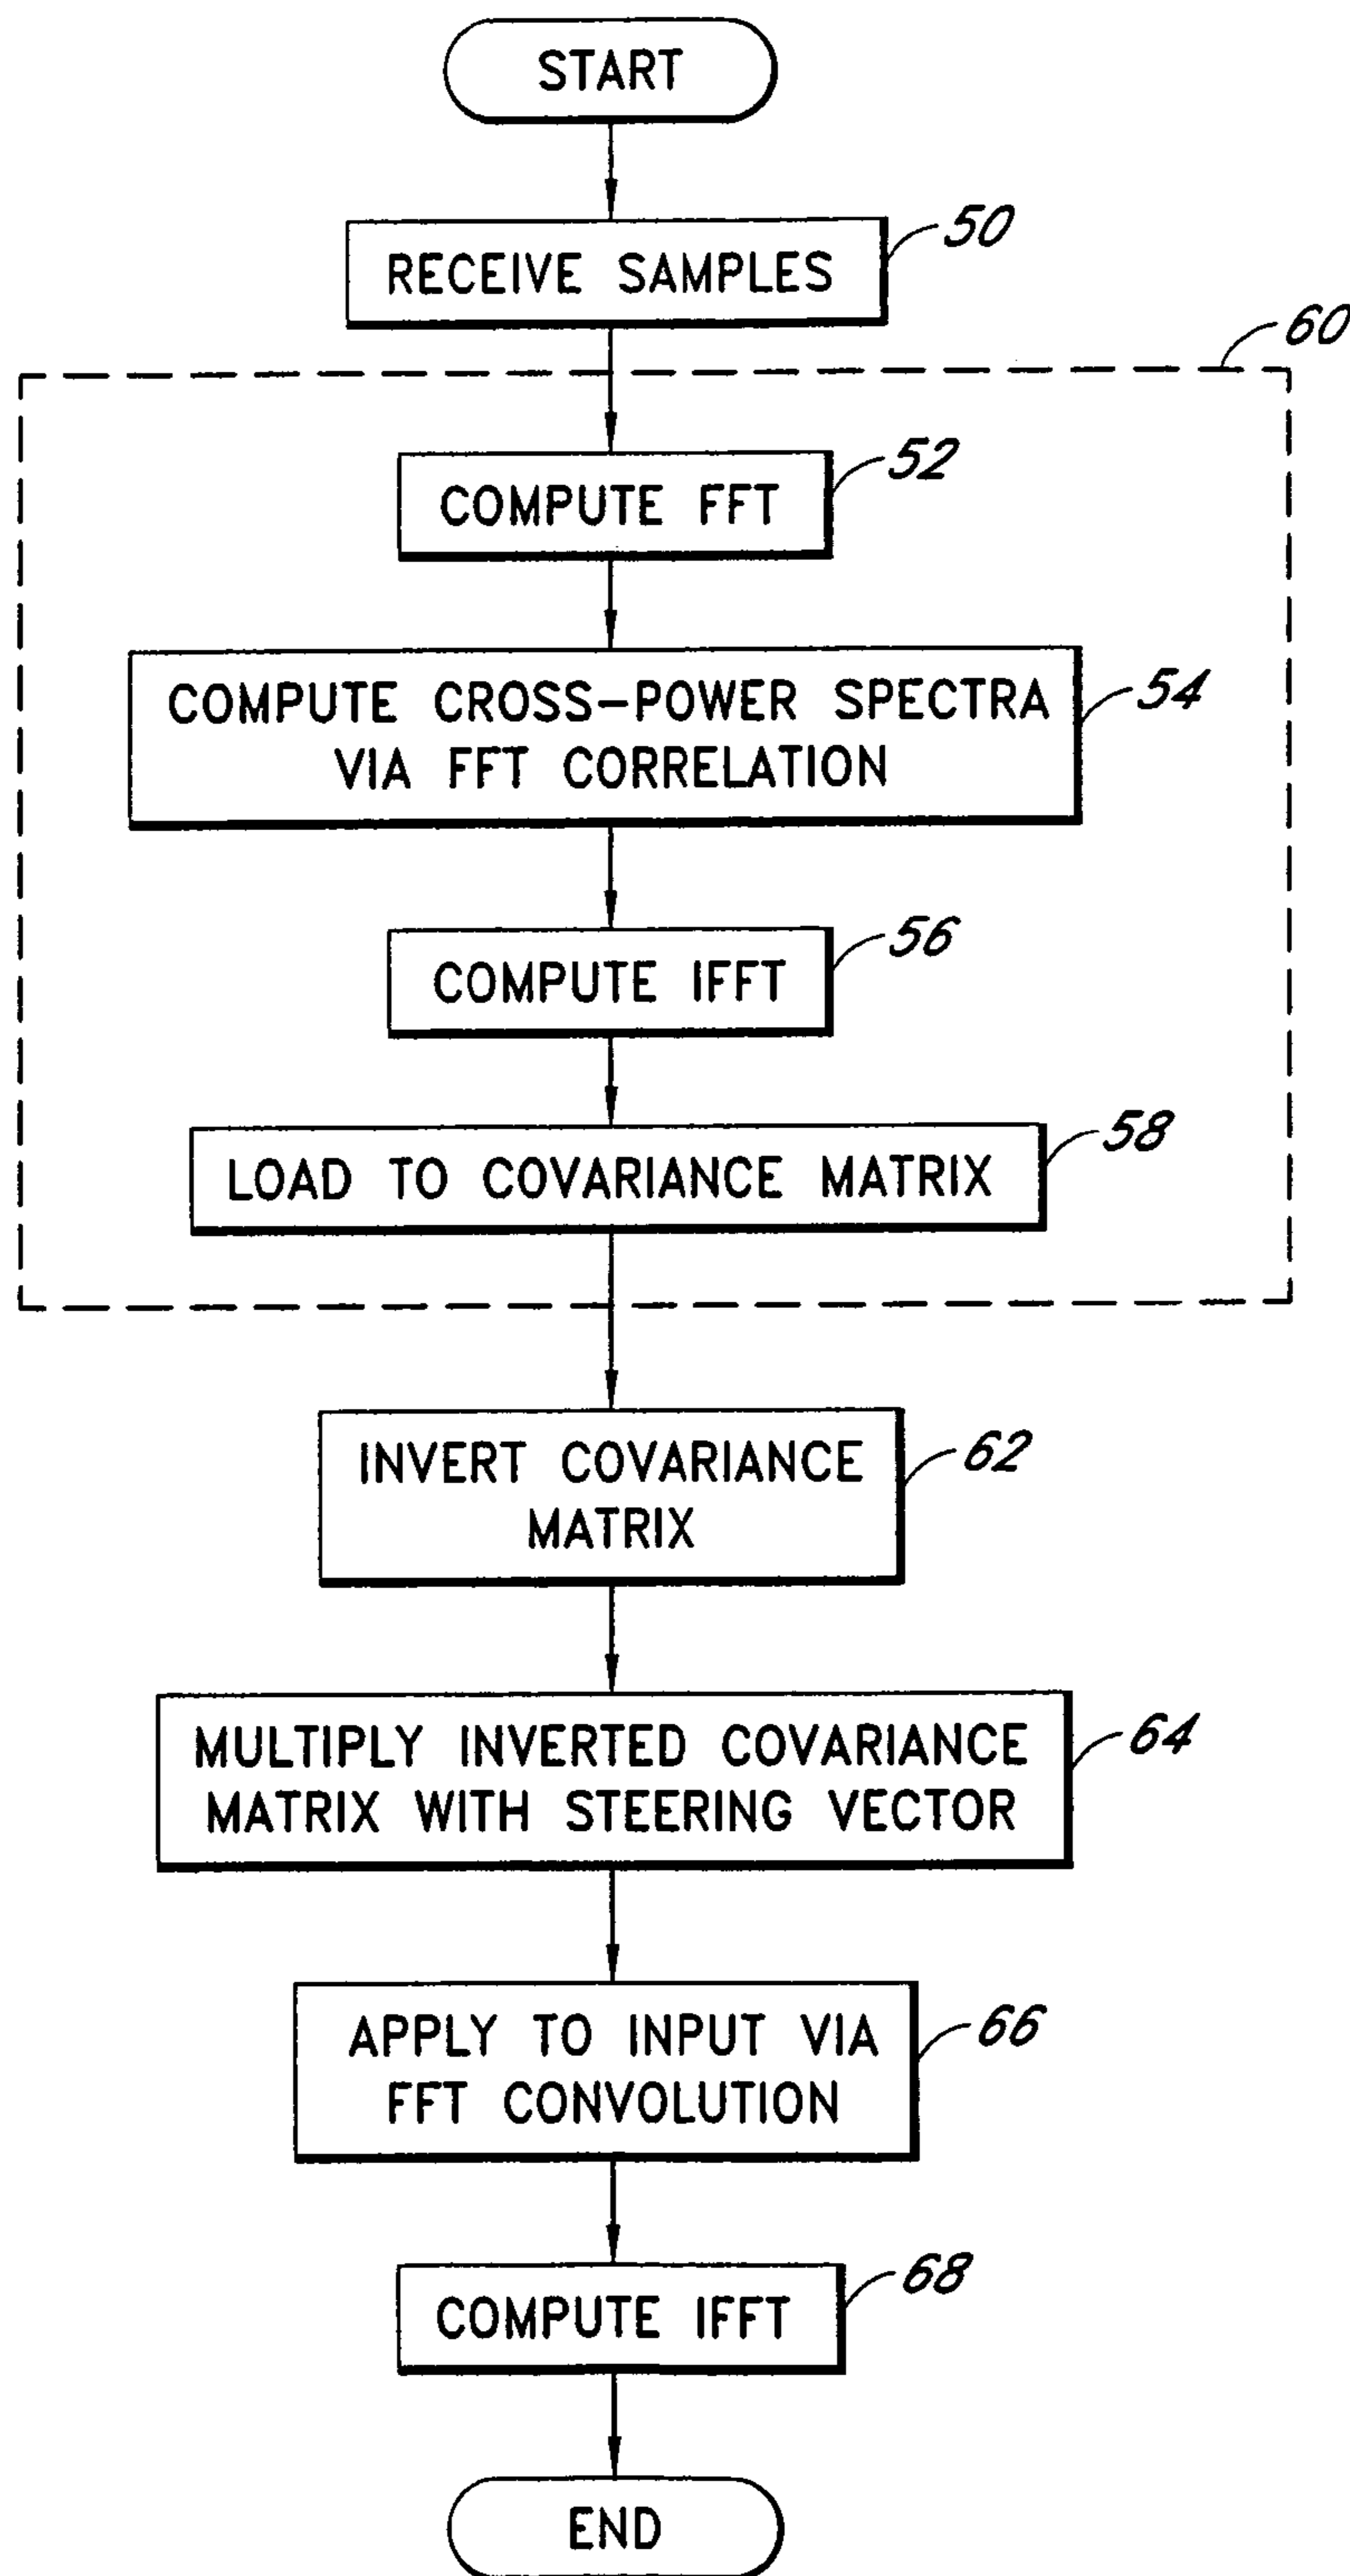 START
RECEIVE SAMPLES
50
60
COMPUTE FFT
52
COMPUTE CROSS-POWER SPECTRA
VIA FFT CORRELATION
54
COMPUTE IFFT
56
LOAD TO COVARIANCE MATRIX
58
INVERT COVARIANCE
MATRIX
62
MULTIPLY INVERTED COVARIANCE
MATRIX WITH STEERING VECTOR
64
APPLY TO INPUT VIA
FFT CONVOLUTION
66
COMPUTE IFFT
68
END